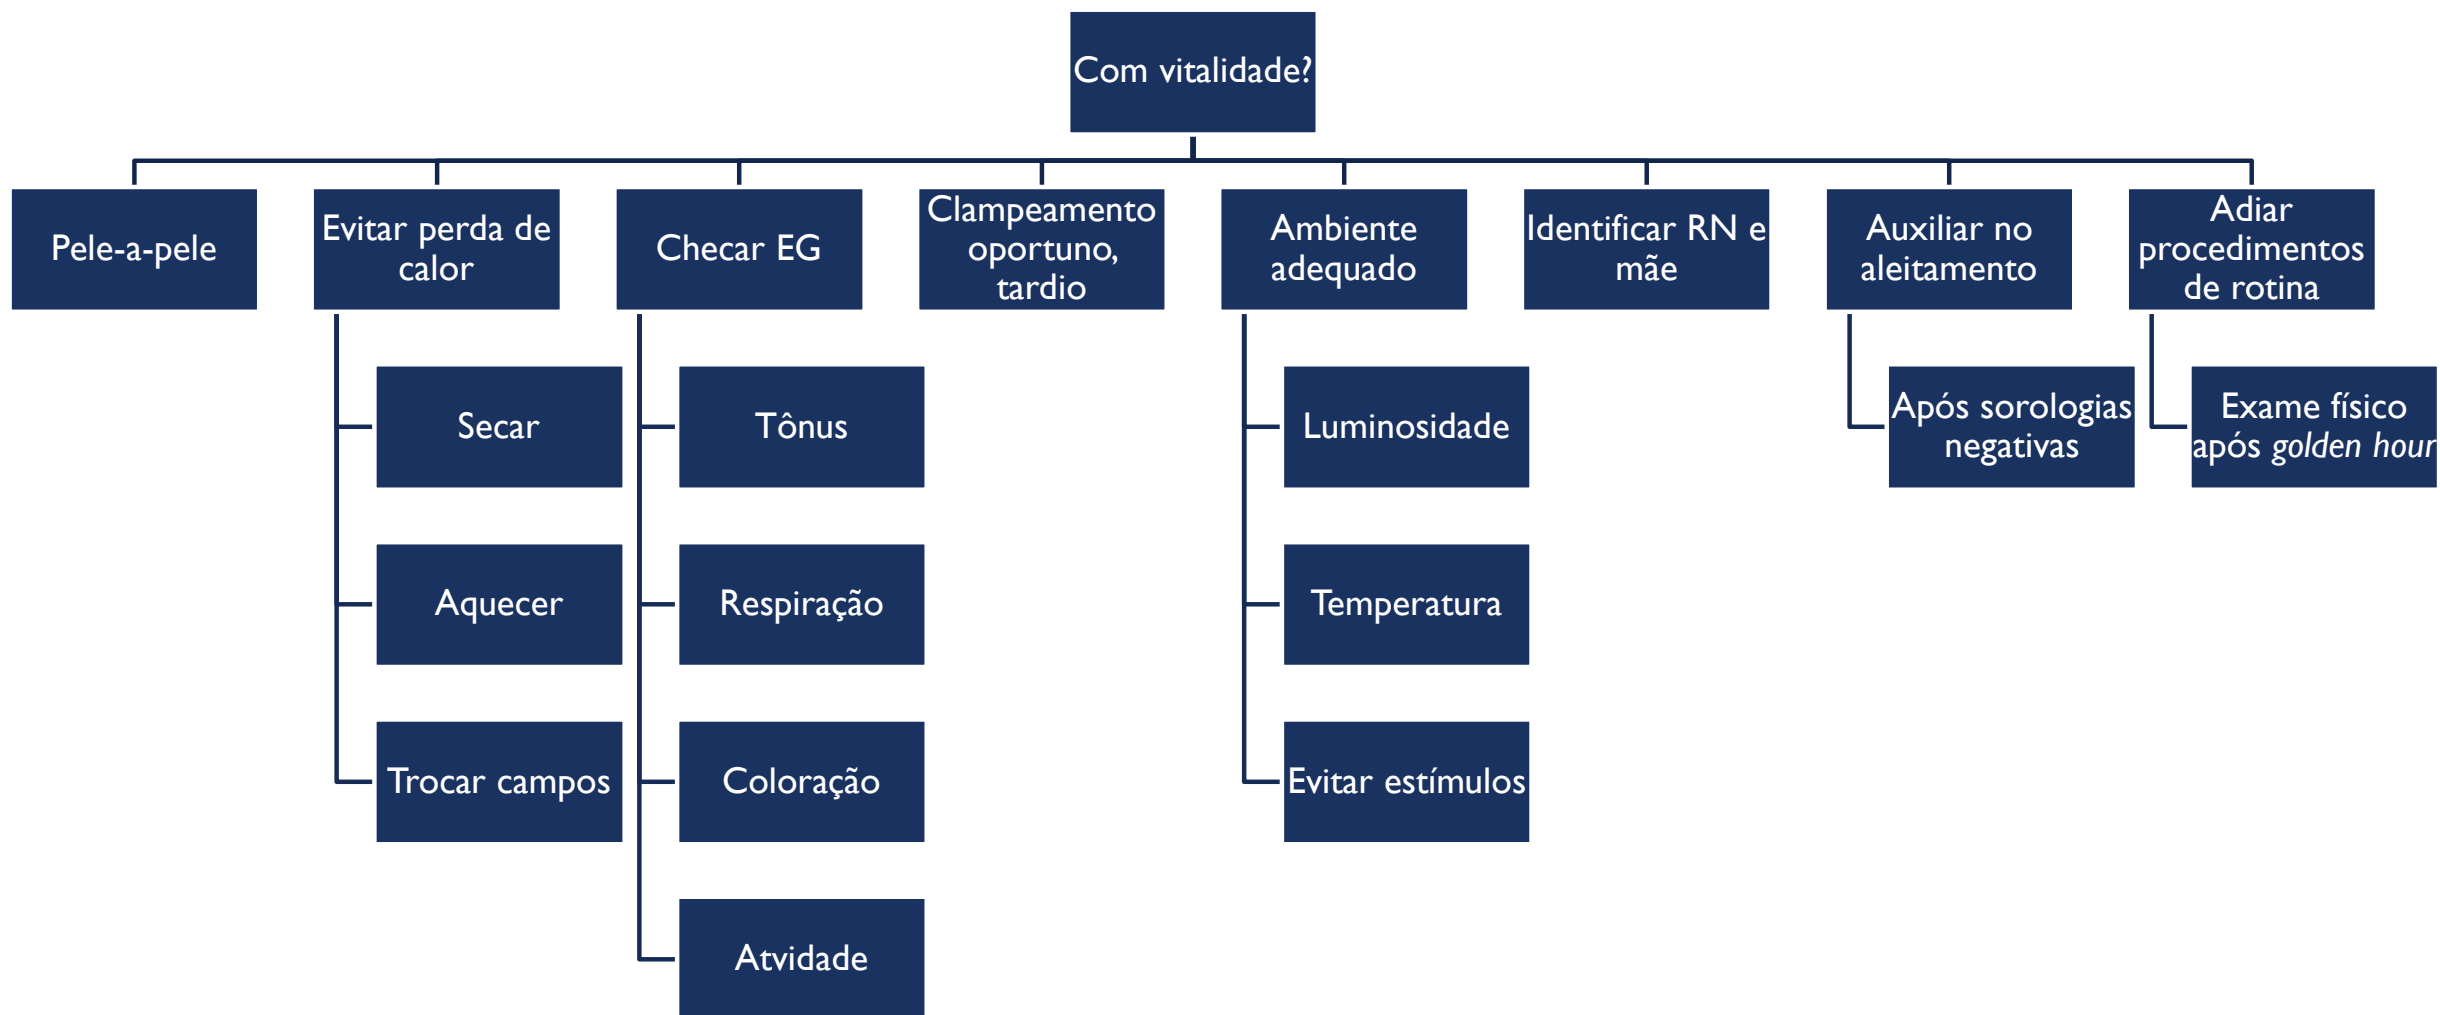 Com vitalidade?
Pele-a-pele
Evitar perda de
calor
Secar
Aquecer
Trocar campos
Checar EG
Tônus
Respiração
Coloração
Atvidade
Clampeamento
oportuno,
tardio
Ambiente
adequado
Luminosidade
Temperatura
Evitar estímulos
Identificar RN e
mãe
Auxiliar no
aleitamento
Após sorologias
negativas
Adiar
procedimentos
de rotina
Exame físico
após golden hour